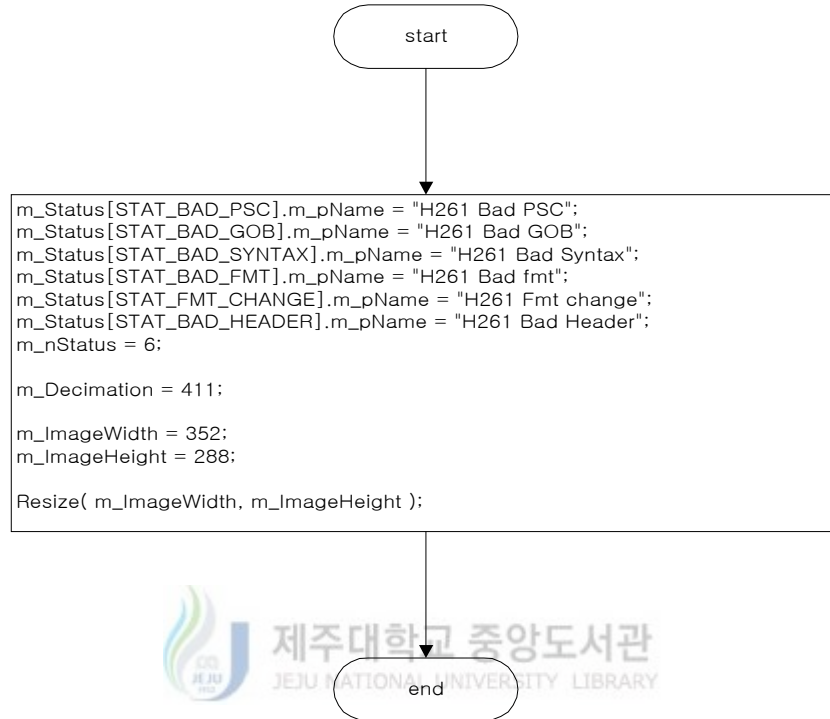 start
m_Status[STAT_BAD_PSC].m_pName = "H261 Bad PSC";
m_Status[STAT_BAD_GOB].m_pName = "H261 Bad GOB";
m_Status[STAT_BAD_SYNTAX].m_pName = "H261 Bad Syntax";
m_Status[STAT_BAD_FMT].m_pName = "H261 Bad fmt";
m_Status[STAT_FMT_CHANGE].m_pName = "H261 Fmt change";
m_Status[STAT_BAD_HEADER].m_pName = "H261 Bad Header";
m_nStatus = 6;
m_Decimation = 411;
m_ImageWidth = 352;
m_ImageHeight = 288;
Resize( m_ImageWidth, m_ImageHeight );
제주대학교 중앙도서관
JEJU NATIONAL UNIVERSITY LIBRARY
JEJU
1952
end